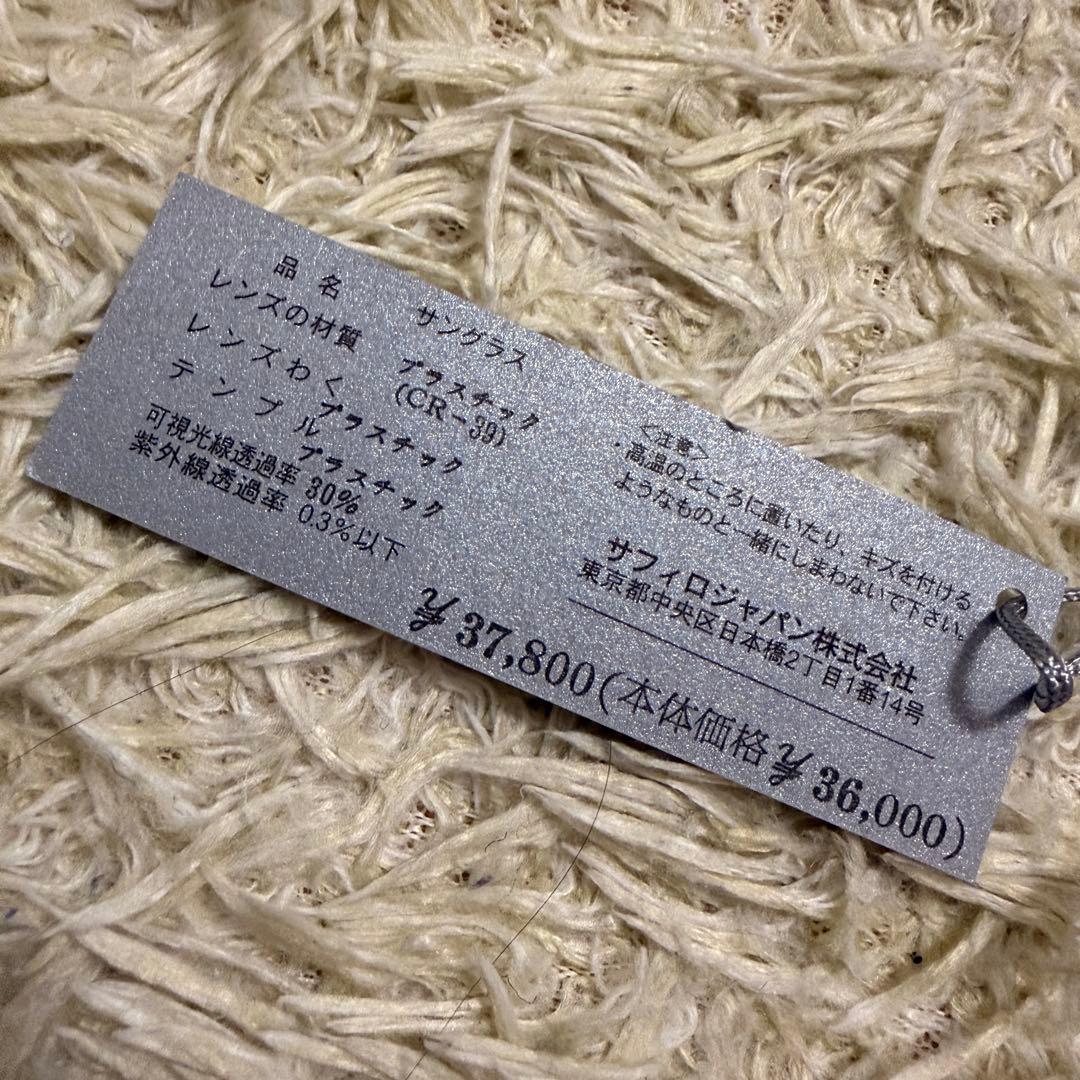 品名 サングラス
レンズの材質 プラスチック
(CR-39)
レンズわく プラスチック
テンプル プラスチック
可視光線透過率 30%
紫外線透過率 0.3%以下
<注意>
・高温のところに置いたり、キズを付ける
ようなものと一緒にしまわないで下さい。
サフィロジャパン株式会社
東京都中央区日本橋2丁目1番14号
¥37,800(本体価格¥36,000)